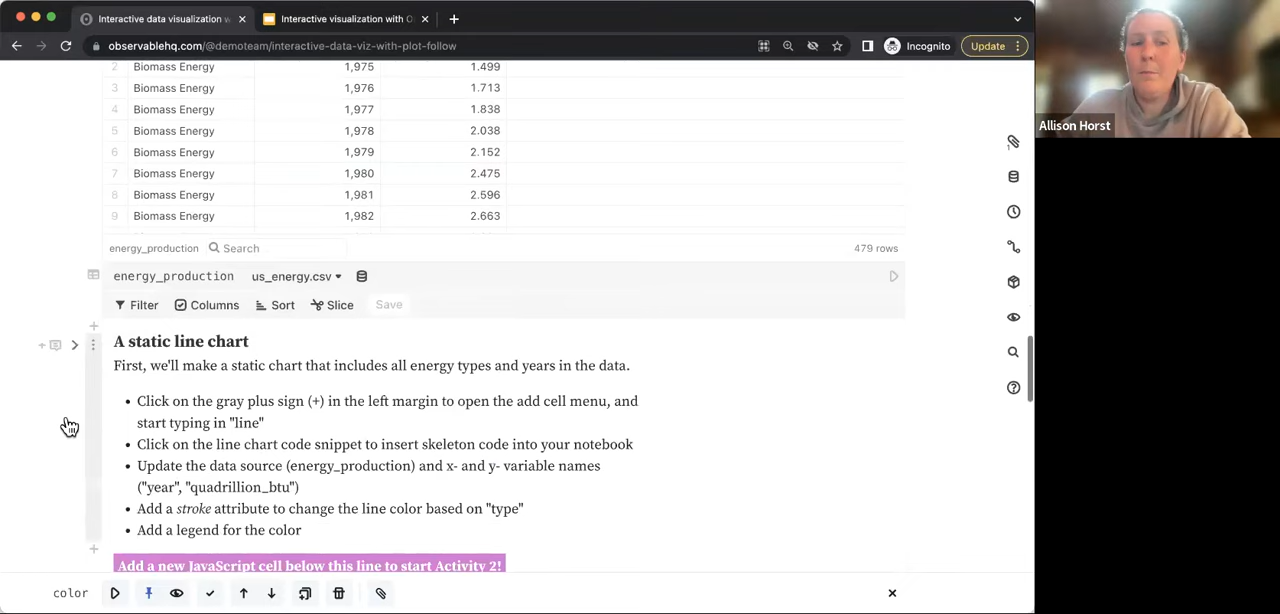 Interactive data visualization w
Interactive visualization with O
observablehq.com/@demoteam/interactive-data-viz-with-plot-follow
Incognito
Update
Allison Horst
2 Biomass Energy 1,975 1.499
3 Biomass Energy 1,976 1.713
4 Biomass Energy 1,977 1.838
5 Biomass Energy 1,978 2.038
6 Biomass Energy 1,979 2.152
7 Biomass Energy 1,980 2.475
8 Biomass Energy 1,981 2.596
9 Biomass Energy 1,982 2.663
energy_production Search 479 rows
energy_production us_energy.csv
Filter Columns Sort Slice Save
A static line chart
First, we'll make a static chart that includes all energy types and years in the data.
• Click on the gray plus sign (+) in the left margin to open the add cell menu, and
start typing in "line"
• Click on the line chart code snippet to insert skeleton code into your notebook
• Update the data source (energy_production) and x- and y- variable names
("year", "quadrillion_btu")
• Add a stroke attribute to change the line color based on "type"
• Add a legend for the color
Add a new JavaScript cell below this line to start Activity 2!
color